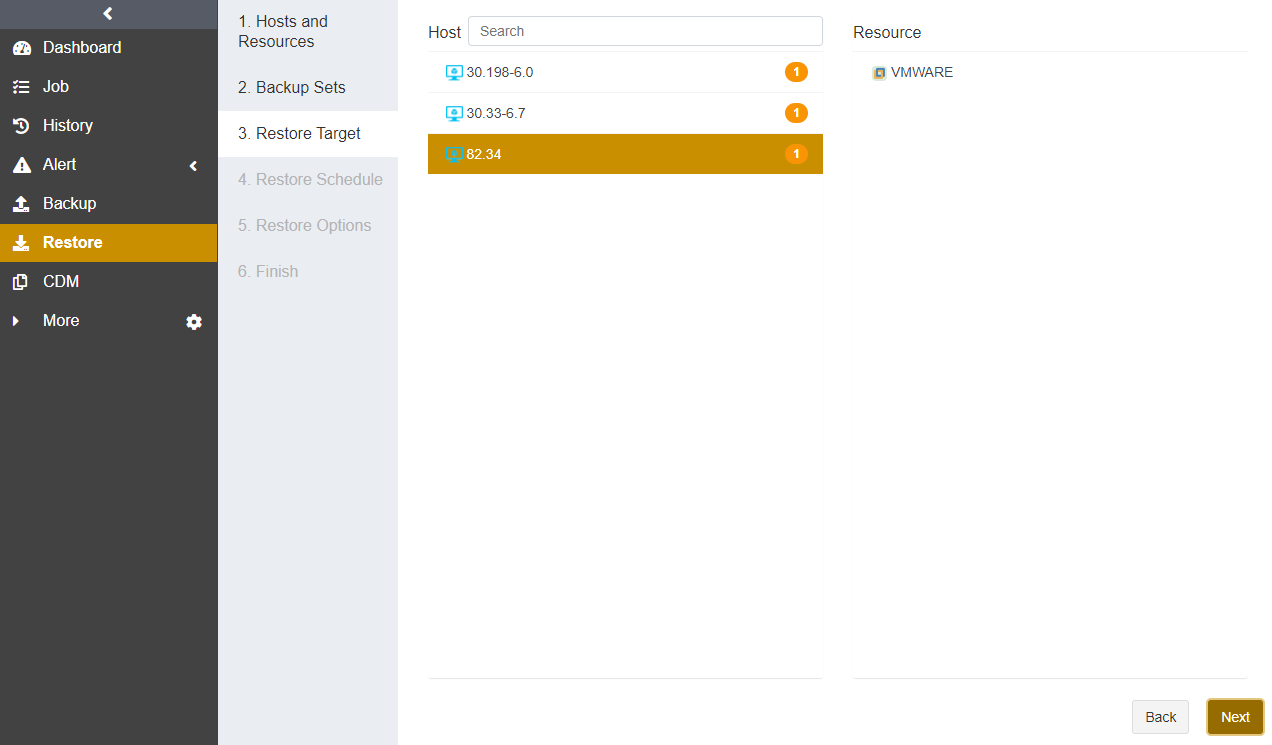 Dashboard
Job
History
Alert
Backup
Restore
CDM
More
1. Hosts and
Resources
2. Backup Sets
3. Restore Target
4. Restore Schedule
5. Restore Options
6. Finish
Host Search
30.198-6.0 1
30.33-6.7 1
82.34 1
Resource
VMWARE
Back Next